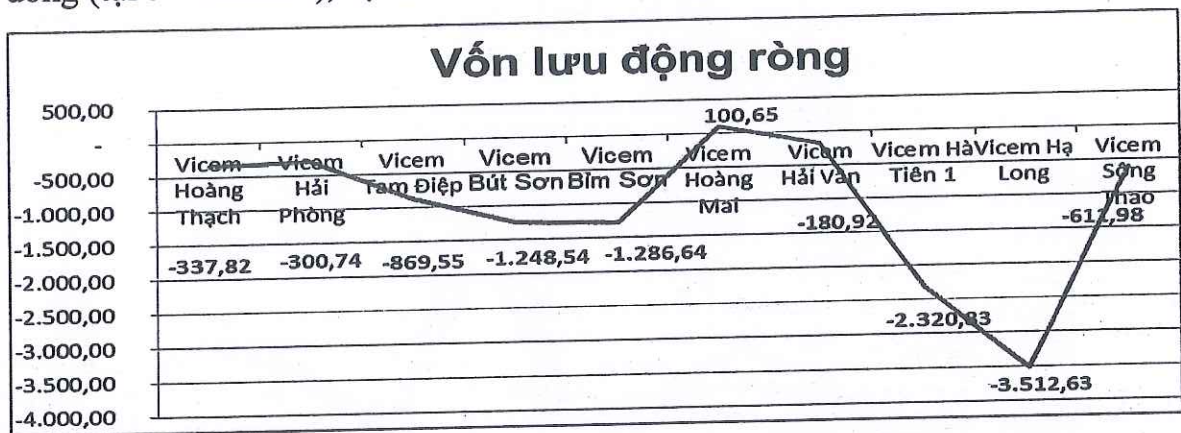 Vốn lưu động ròng
500,00
-
-500,00
-1.000,00
-1.500,00
-2.000,00
-2.500,00
-3.000,00
-3.500,00
-4.000,00
Vicem Hoàng Thạch
Vicem Hải Phòng
Vicem Tam Điệp
Vicem Bút Sơn
Vicem Bỉm Sơn
Vicem Hoàng Mai
Vicem Hải Vân
Vicem Hà Tiên 1
Vicem Hạ Long
Vicem Sông Thao
-337,82
-300,74
-869,55
-1.248,54
-1.286,64
100,65
-180,92
-2.320,83
-3.512,63
-612,98